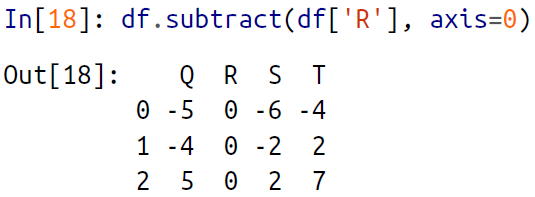 In[18]: df.subtract(df['R'], axis=0)
Out[18]:    Q  R  S  T
         0 -5  0 -6 -4
         1 -4  0 -2  2
         2  5  0  2  7